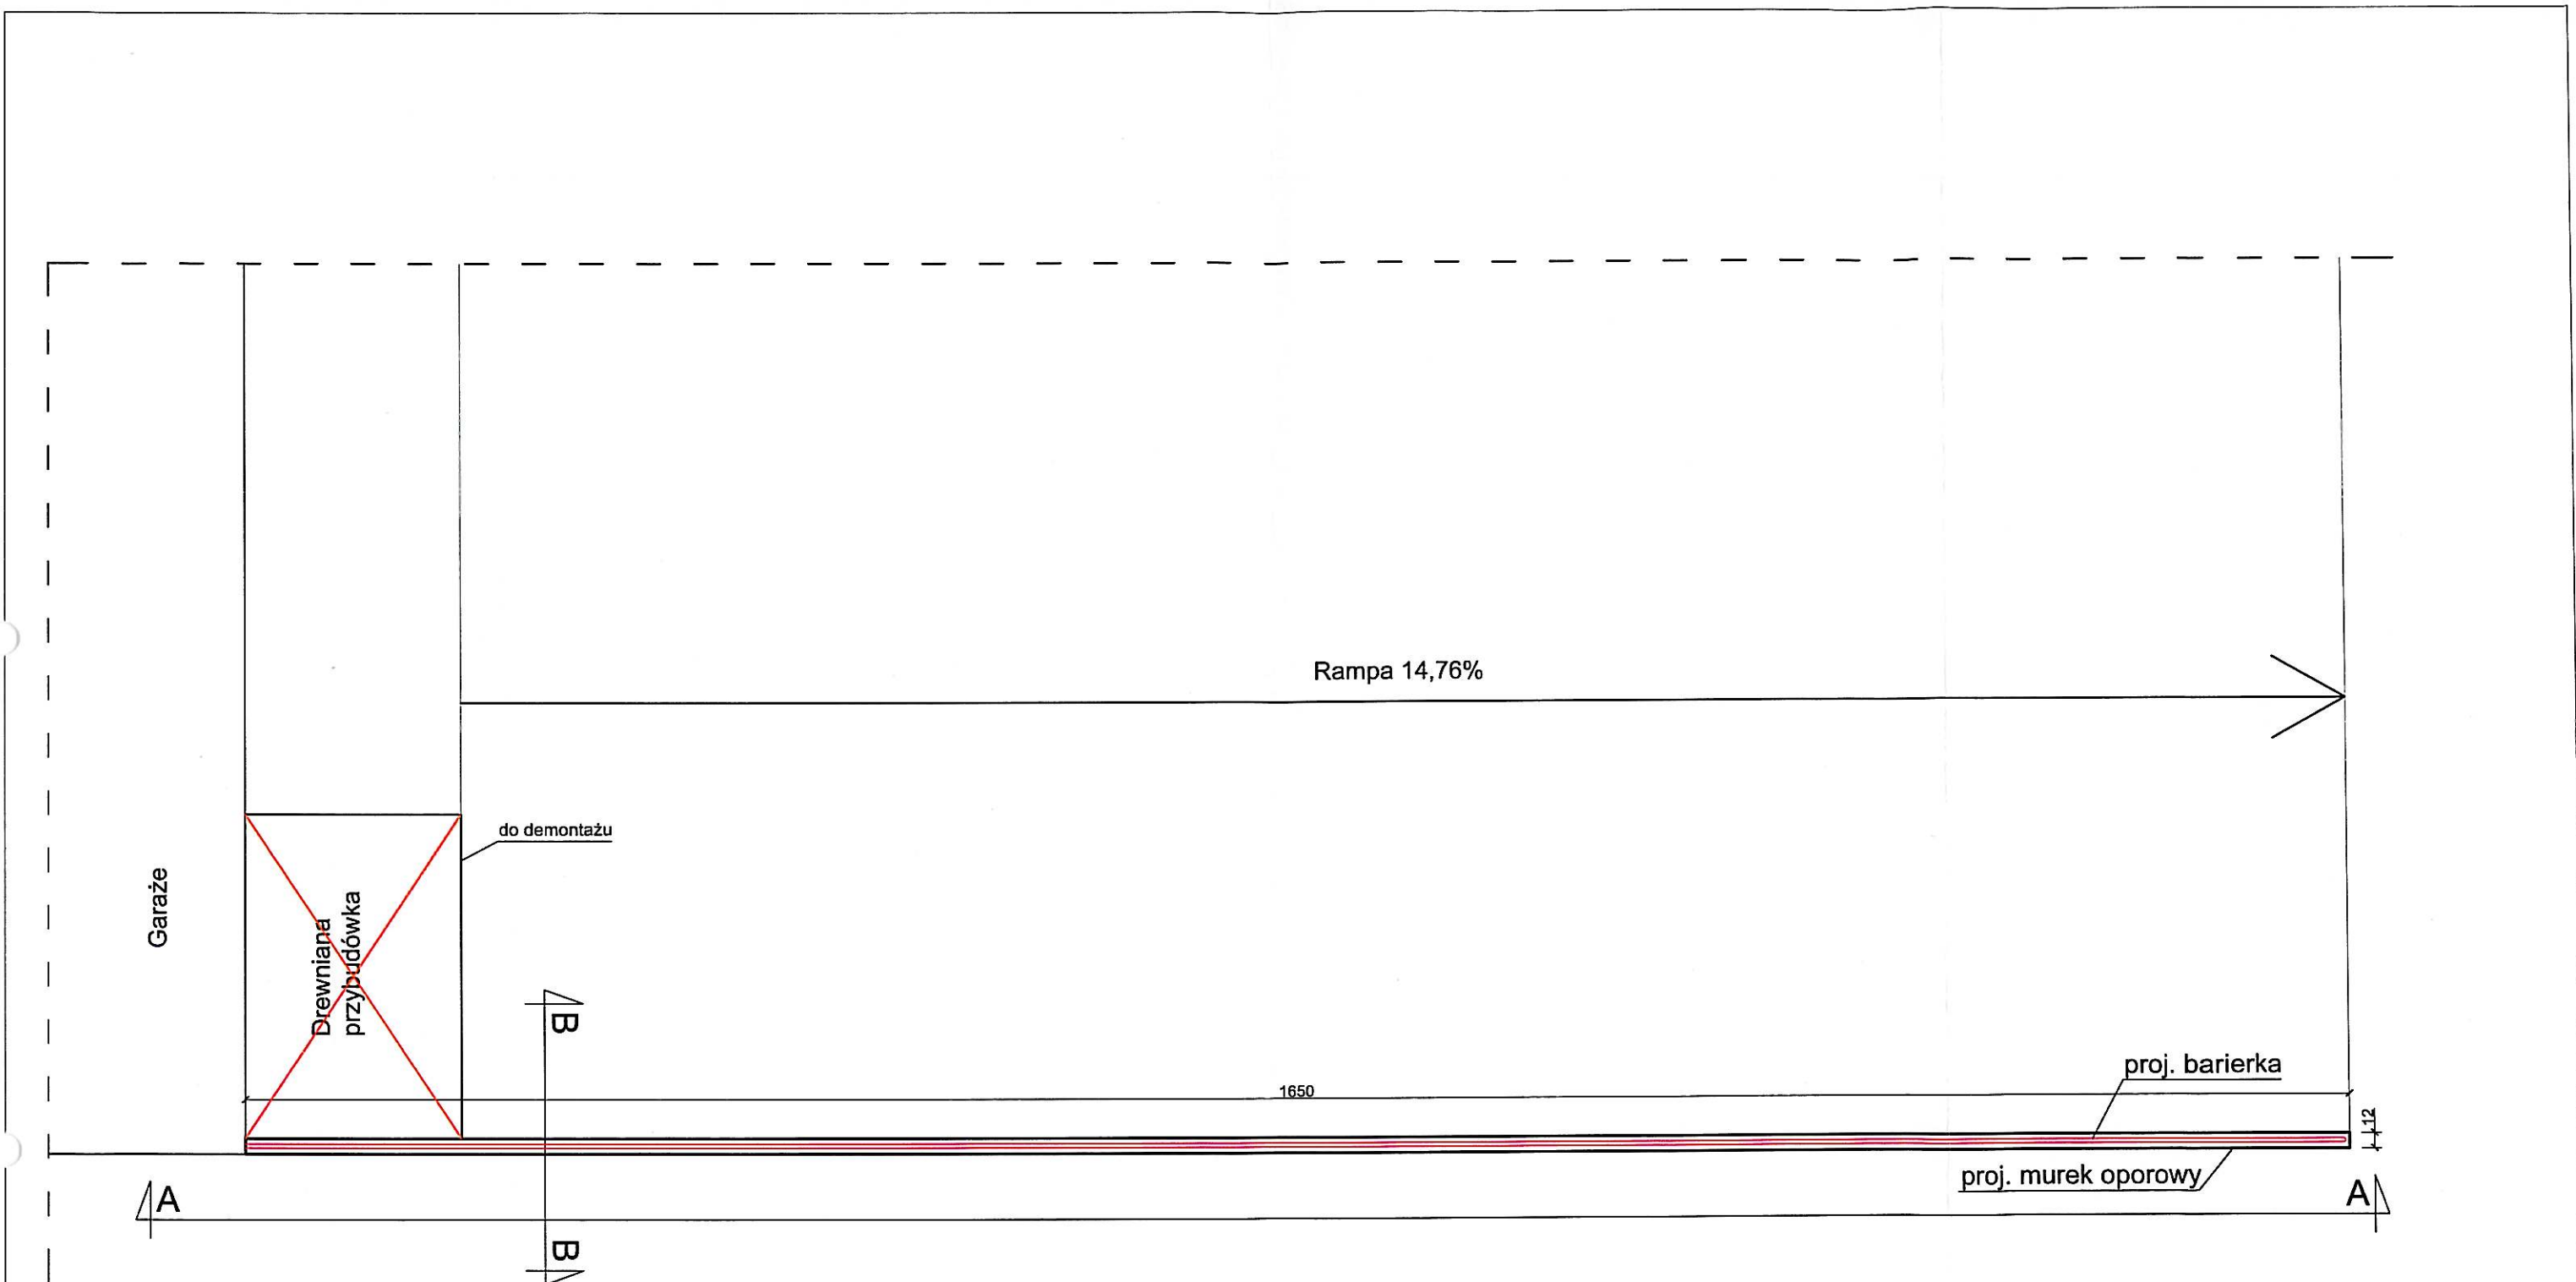 Rampa 14,76%
do demontażu
Garaże
Drewniana
przybudówka
B
proj. barierka
1650
12
proj. murek oporowy
A
A
B